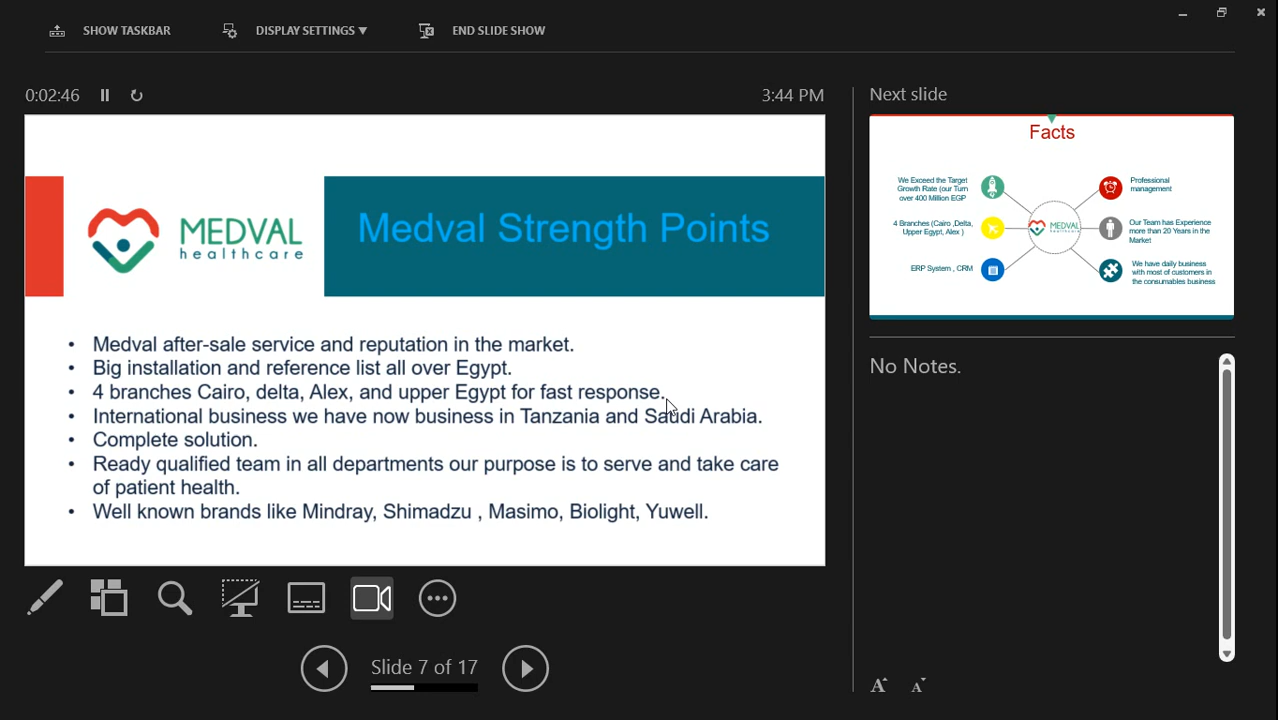 SHOW TASKBAR
DISPLAY SETTINGS ▼
END SLIDE SHOW
0:02:46
3:44 PM
Next slide
MEDVAL
healthcare
Medval Strength Points
• Medval after-sale service and reputation in the market.
• Big installation and reference list all over Egypt.
• 4 branches Cairo, delta, Alex, and upper Egypt for fast response.
• International business we have now business in Tanzania and Saudi Arabia.
• Complete solution.
• Ready qualified team in all departments our purpose is to serve and take care
of patient health.
• Well known brands like Mindray, Shimadzu , Masimo, Biolight, Yuwell.
Facts
We Exceed the Target
Growth Rate (our Turn
over 400 Million EGP
4 Branches (Cairo ,Delta,
Upper Egypt, Alex )
ERP System , CRM
MEDVAL
Professional
management
Our Team has Experience
more than 20 Years in the
Market
We have daily business
with most of customers in
the consumables business
No Notes.
Slide 7 of 17
A A